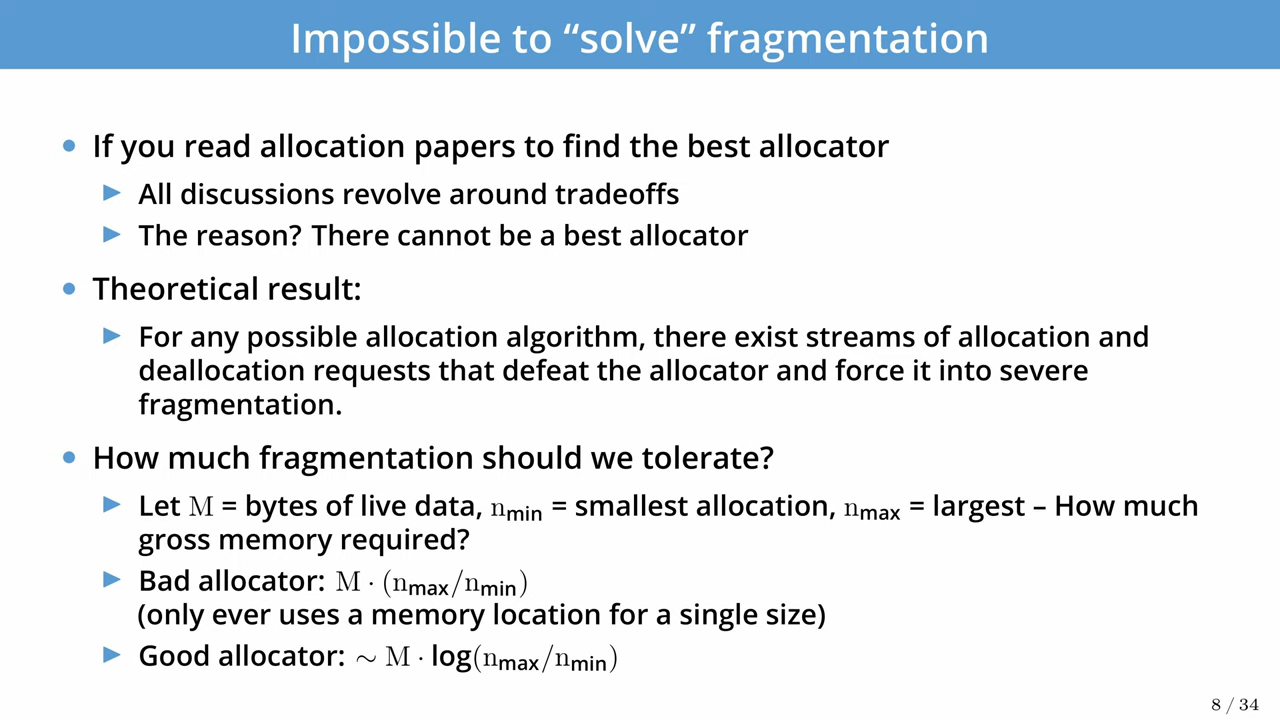 Impossible to “solve” fragmentation
• If you read allocation papers to find the best allocator
▶ All discussions revolve around tradeoffs
▶ The reason? There cannot be a best allocator
• Theoretical result:
▶ For any possible allocation algorithm, there exist streams of allocation and
deallocation requests that defeat the allocator and force it into severe
fragmentation.
• How much fragmentation should we tolerate?
▶ Let M = bytes of live data, n_min = smallest allocation, n_max = largest – How much
gross memory required?
▶ Bad allocator: M · (n_max/n_min)
(only ever uses a memory location for a single size)
▶ Good allocator: ∼ M · log(n_max/n_min)
8 / 34